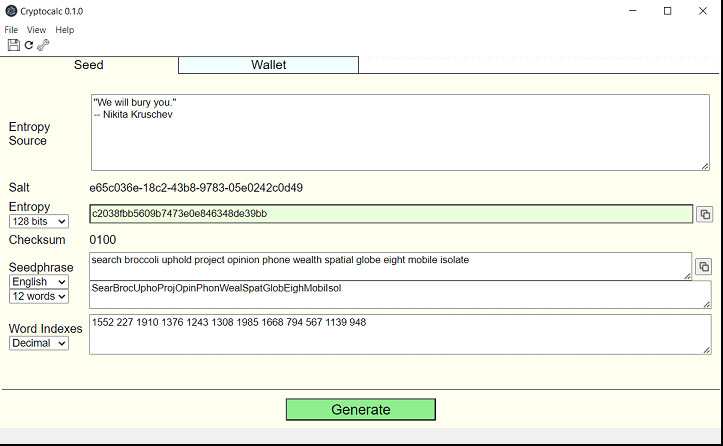 Cryptocalc 0.1.0
File View Help
Seed Wallet
Entropy Source
"We will bury you."
-- Nikita Kruschev
Salt e65c036e-18c2-43b8-9783-05e0242c0d49
Entropy
128 bits
c2038fbb5609b7473e0e846348de39bb
Checksum 0100
Seedphrase
English
12 words
search broccoli uphold project opinion phone wealth spatial globe eight mobile isolate
SearBrocUphoProjOpinPhonWealSpatGlobEighMobiIsol
Word Indexes
Decimal
1552 227 1910 1376 1243 1308 1985 1668 794 567 1139 948
Generate